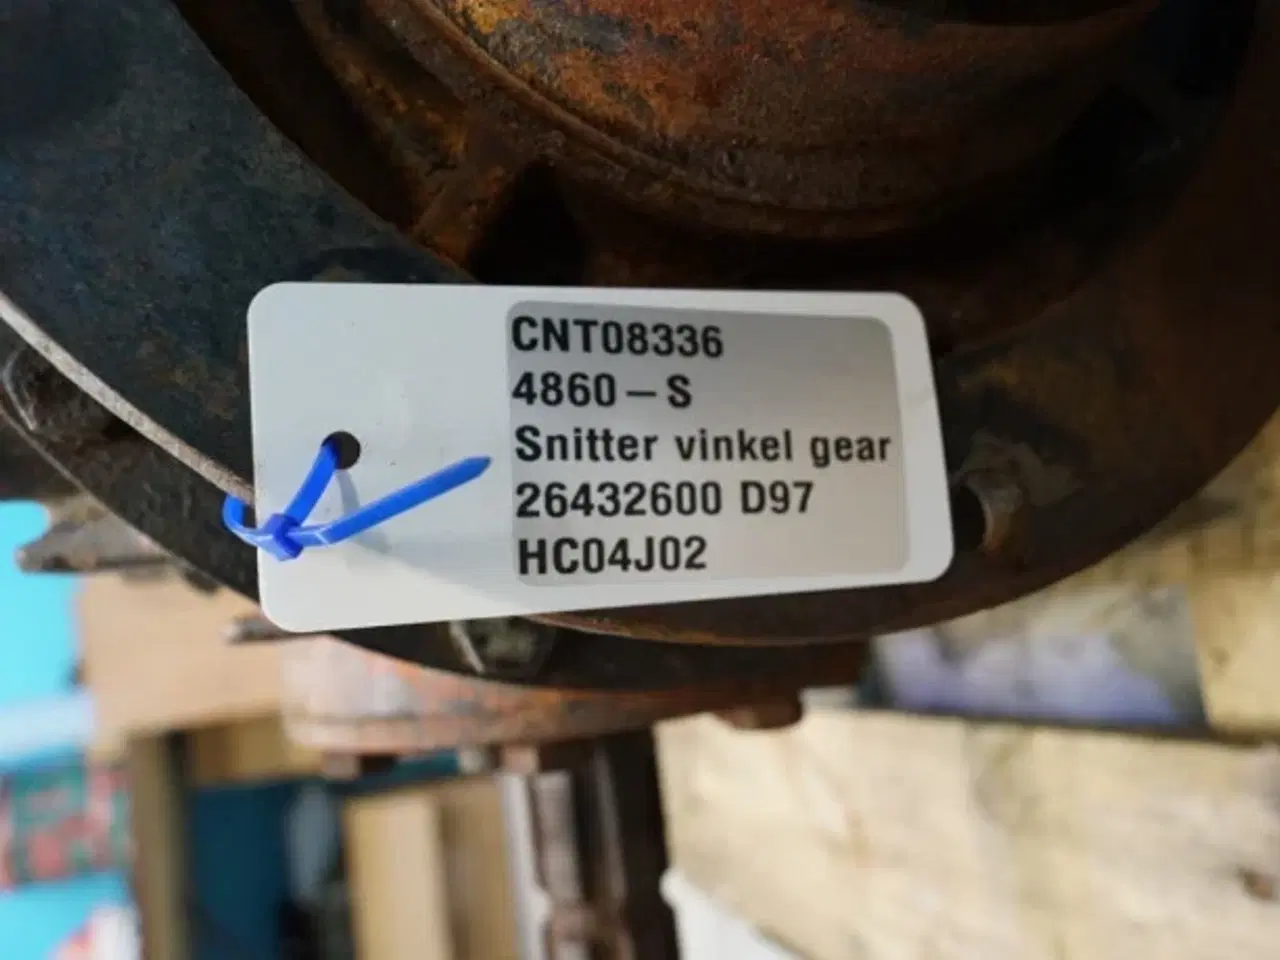 CNT08336
4860-S
Snitter vinkel gear
26432600 D97
HC04J02